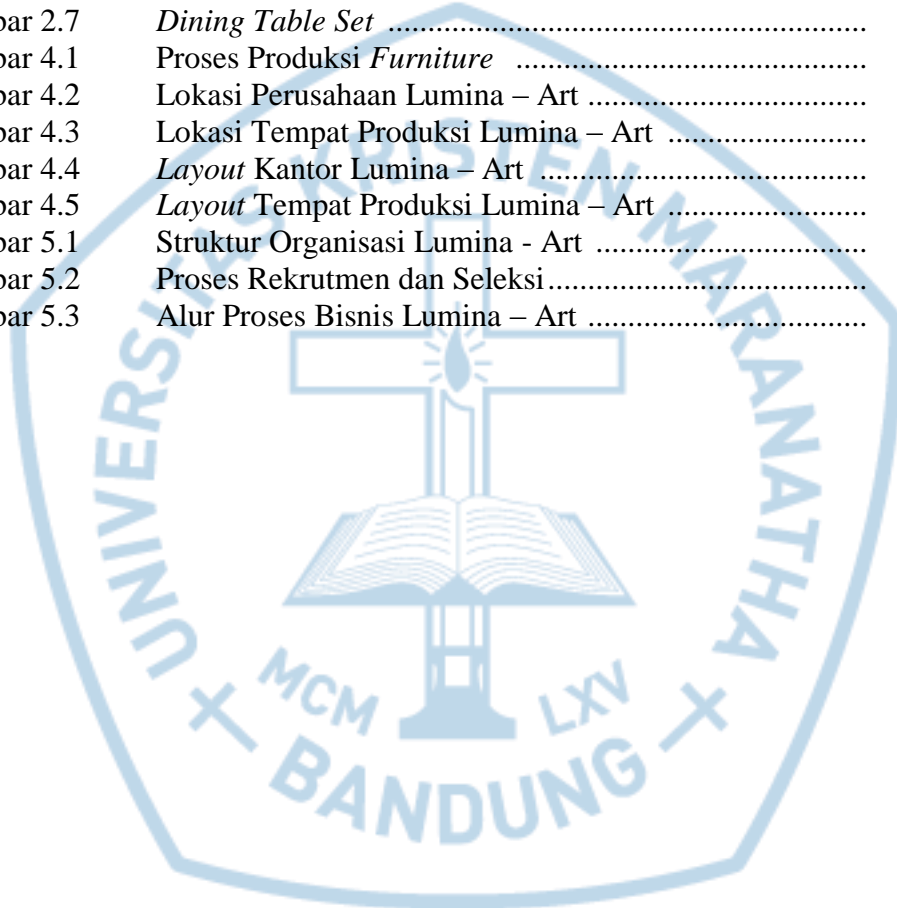 bar 2.7 Dining Table Set ........................................................
bar 4.1 Proses Produksi Furniture ........................................
bar 4.2 Lokasi Perusahaan Lumina – Art ................................
bar 4.3 Lokasi Tempat Produksi Lumina – Art .......................
bar 4.4 Layout Kantor Lumina – Art ......................................
bar 4.5 Layout Tempat Produksi Lumina – Art .......................
bar 5.1 Struktur Organisasi Lumina - Art ...............................
bar 5.2 Proses Rekrutmen dan Seleksi.....................................
bar 5.3 Alur Proses Bisnis Lumina – Art ................................
UNIVERSITAS KRISTEN MARANATHA
MCM LXV
BANDUNG